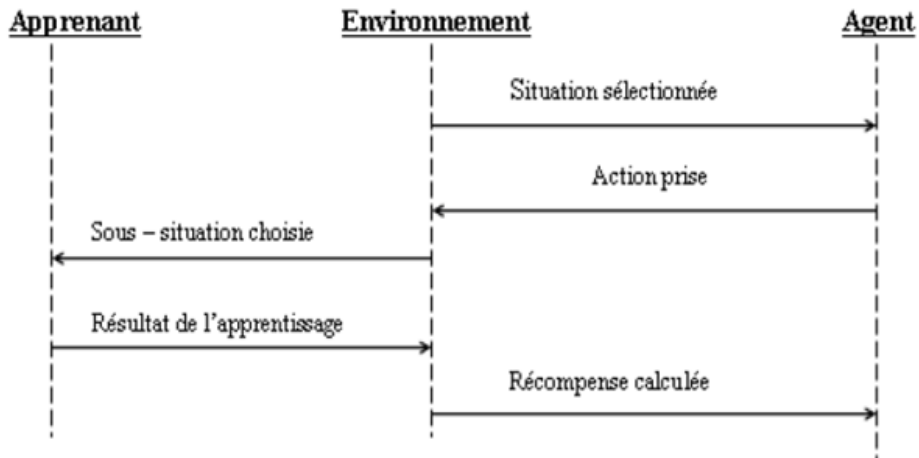 Apprenant Environnement Agent
Situation sélectionnée
Action prise
Sous – situation choisie
Résultat de l'apprentissage
Récompense calculée